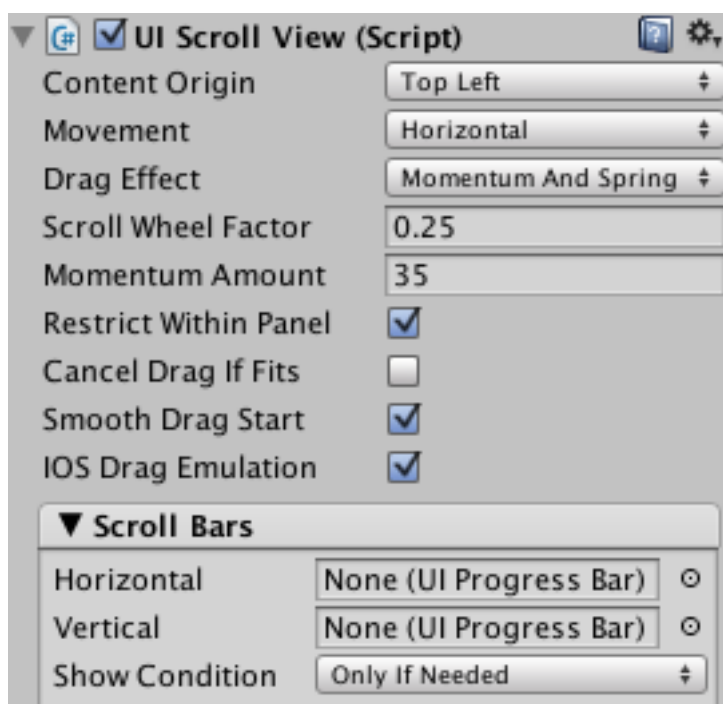 UI Scroll View (Script)
Content Origin Top Left
Movement Horizontal
Drag Effect Momentum And Spring
Scroll Wheel Factor 0.25
Momentum Amount 35
Restrict Within Panel
Cancel Drag If Fits
Smooth Drag Start
IOS Drag Emulation
Scroll Bars
Horizontal None (UI Progress Bar)
Vertical None (UI Progress Bar)
Show Condition Only If Needed